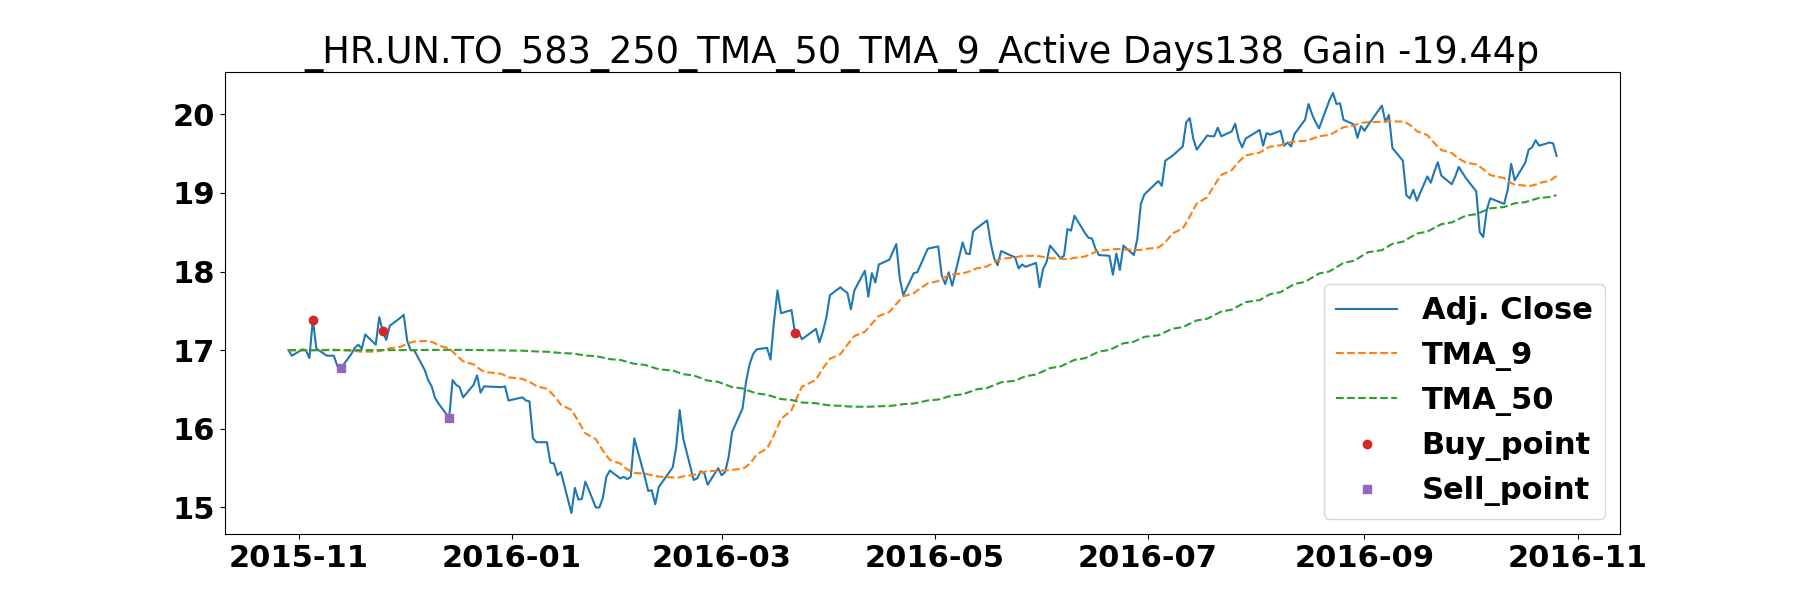 _HR.UN.TO_583_250_TMA_50_TMA_9_Active Days138_Gain -19.44p
20
19
18
17
16
15
2015-11 2016-01 2016-03 2016-05 2016-07 2016-09 2016-11
Adj. Close
TMA_9
TMA_50
Buy_point
Sell_point